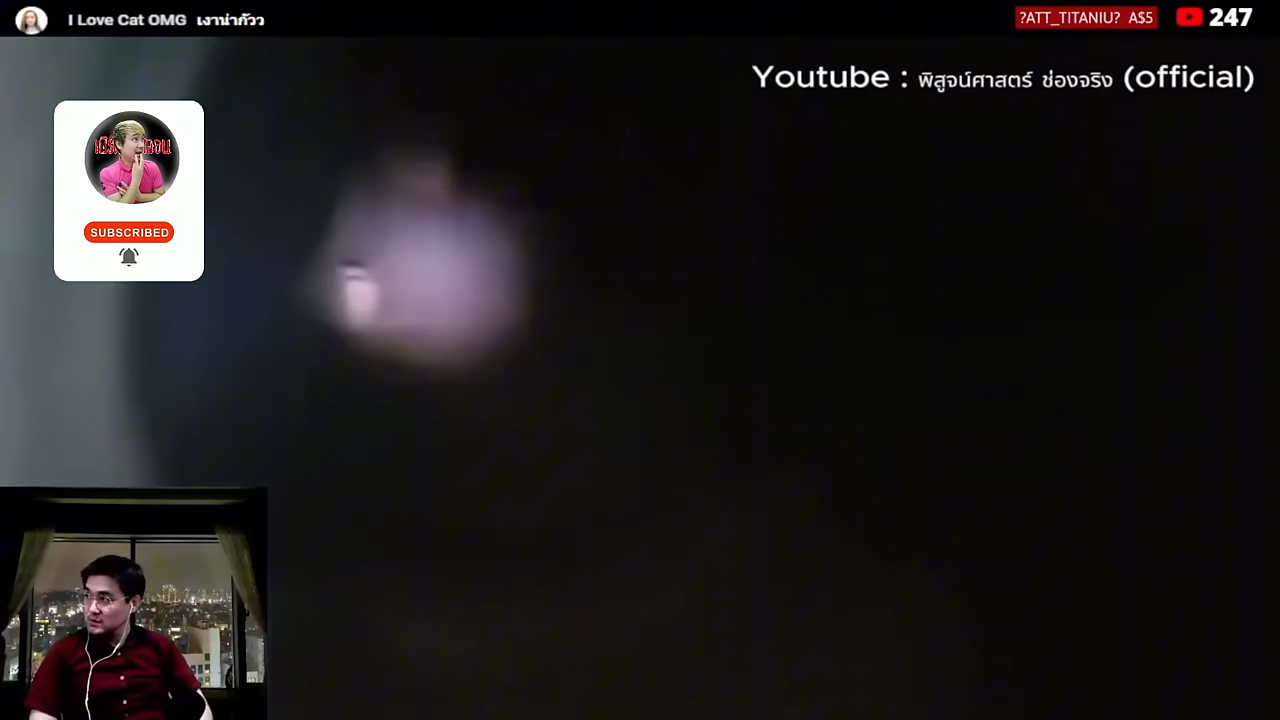 I Love Cat OMG เงาน่ากัวว
?ATT_TITANIU? A$5
247
Youtube : พิสูจน์ศาสตร์ ช่องจริง (official)
SUBSCRIBED